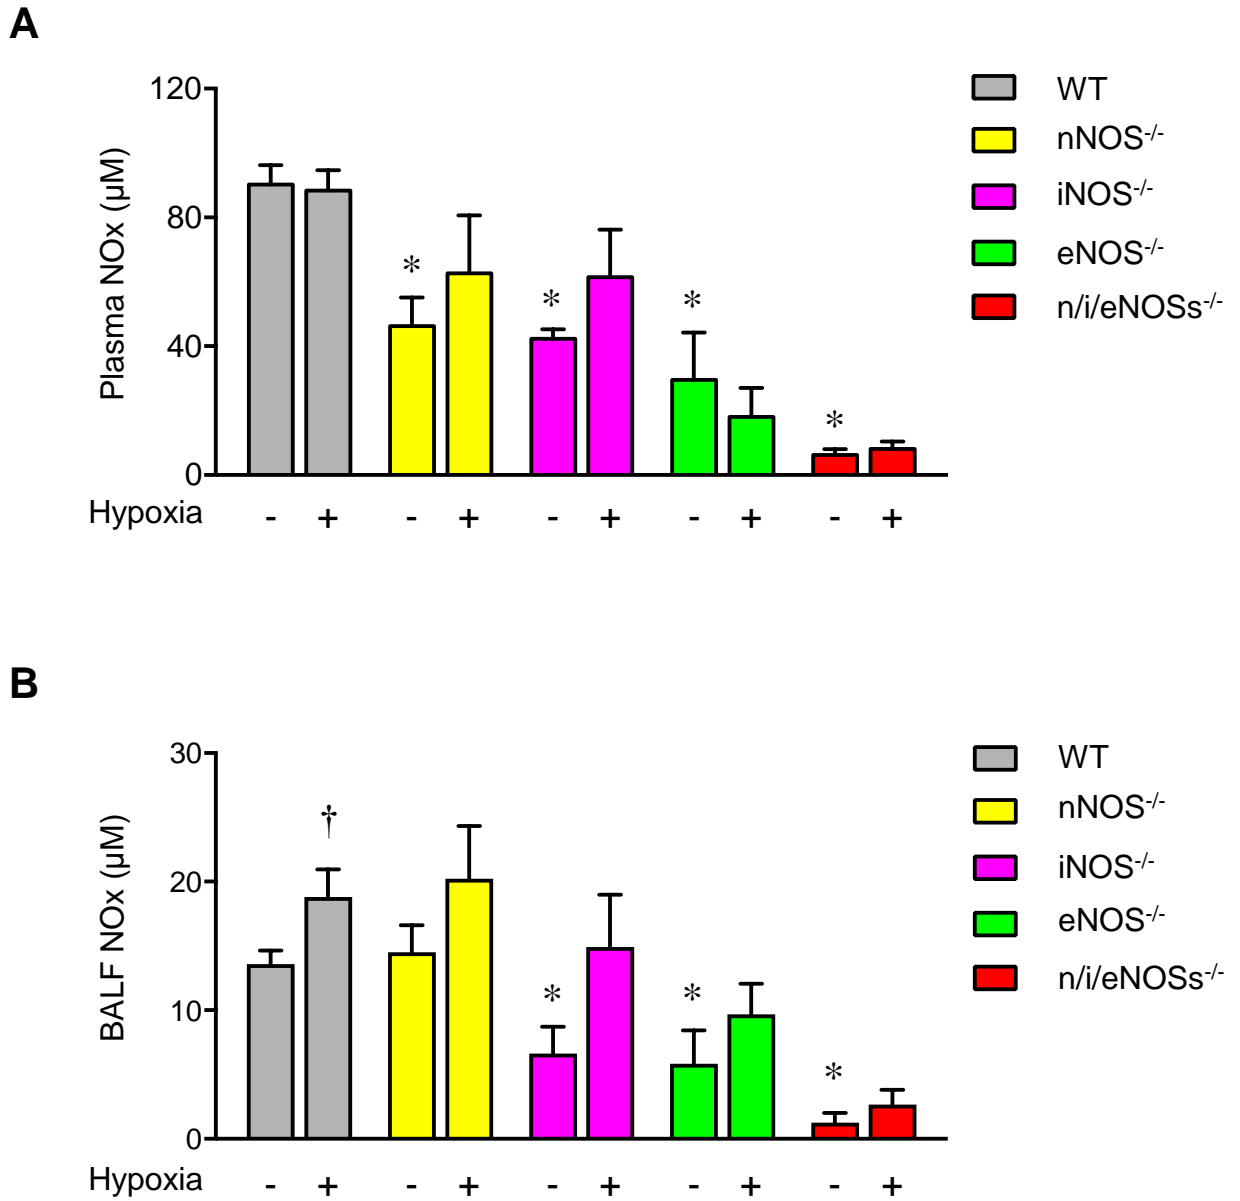 A
120
80
40
0
Plasma NOx (µM)
* * * *
Hypoxia - + - + - + - + - +
WT
nNOS-/-
iNOS-/-
eNOS-/-
n/i/eNOSs-/-
B
30
20
10
0
BALF NOx (µM)
† * * *
Hypoxia - + - + - + - + - +
WT
nNOS-/-
iNOS-/-
eNOS-/-
n/i/eNOSs-/-